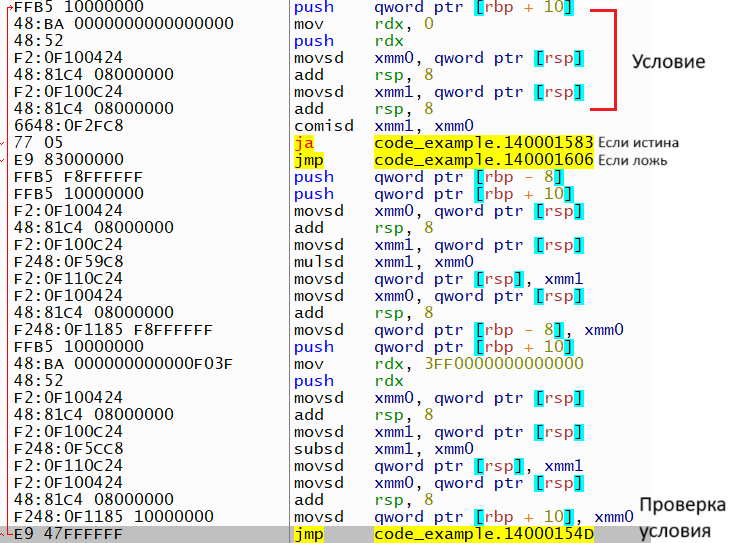 FFB5 10000000 push qword ptr [rbp + 10]
48:BA 0000000000000000 mov rdx, 0
48:52 push rdx
F2:0F100424 movsd xmm0, qword ptr [rsp]
48:81C4 08000000 add rsp, 8
F2:0F100C24 movsd xmm1, qword ptr [rsp]
48:81C4 08000000 add rsp, 8
Условие
6648:0F2FC8 comisd xmm1, xmm0
77 05 ja code_example.140001583 Если истина
E9 83000000 jmp code_example.140001606 Если ложь
FFB5 F8FFFFFF push qword ptr [rbp - 8]
FFB5 10000000 push qword ptr [rbp + 10]
F2:0F100424 movsd xmm0, qword ptr [rsp]
48:81C4 08000000 add rsp, 8
F2:0F100C24 movsd xmm1, qword ptr [rsp]
F248:0F59C8 mulsd xmm1, xmm0
F2:0F110C24 movsd qword ptr [rsp], xmm1
F2:0F100424 movsd xmm0, qword ptr [rsp]
48:81C4 08000000 add rsp, 8
F248:0F1185 F8FFFFFF movsd qword ptr [rbp - 8], xmm0
FFB5 10000000 push qword ptr [rbp + 10]
48:BA 000000000000F03F mov rdx, 3FF0000000000000
48:52 push rdx
F2:0F100424 movsd xmm0, qword ptr [rsp]
48:81C4 08000000 add rsp, 8
F2:0F100C24 movsd xmm1, qword ptr [rsp]
F248:0F5CC8 subsd xmm1, xmm0
F2:0F110C24 movsd qword ptr [rsp], xmm1
F2:0F100424 movsd xmm0, qword ptr [rsp]
48:81C4 08000000 add rsp, 8
F248:0F1185 10000000 movsd qword ptr [rbp + 10], xmm0
E9 47FFFFFF jmp code_example.14000154D
Проверка
условия